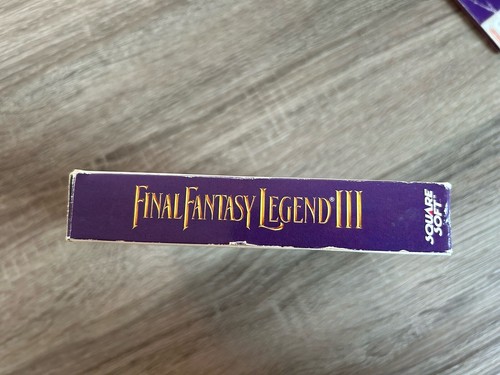 FINAL FANTASY LEGEND® III
SQUARE
SOFT®